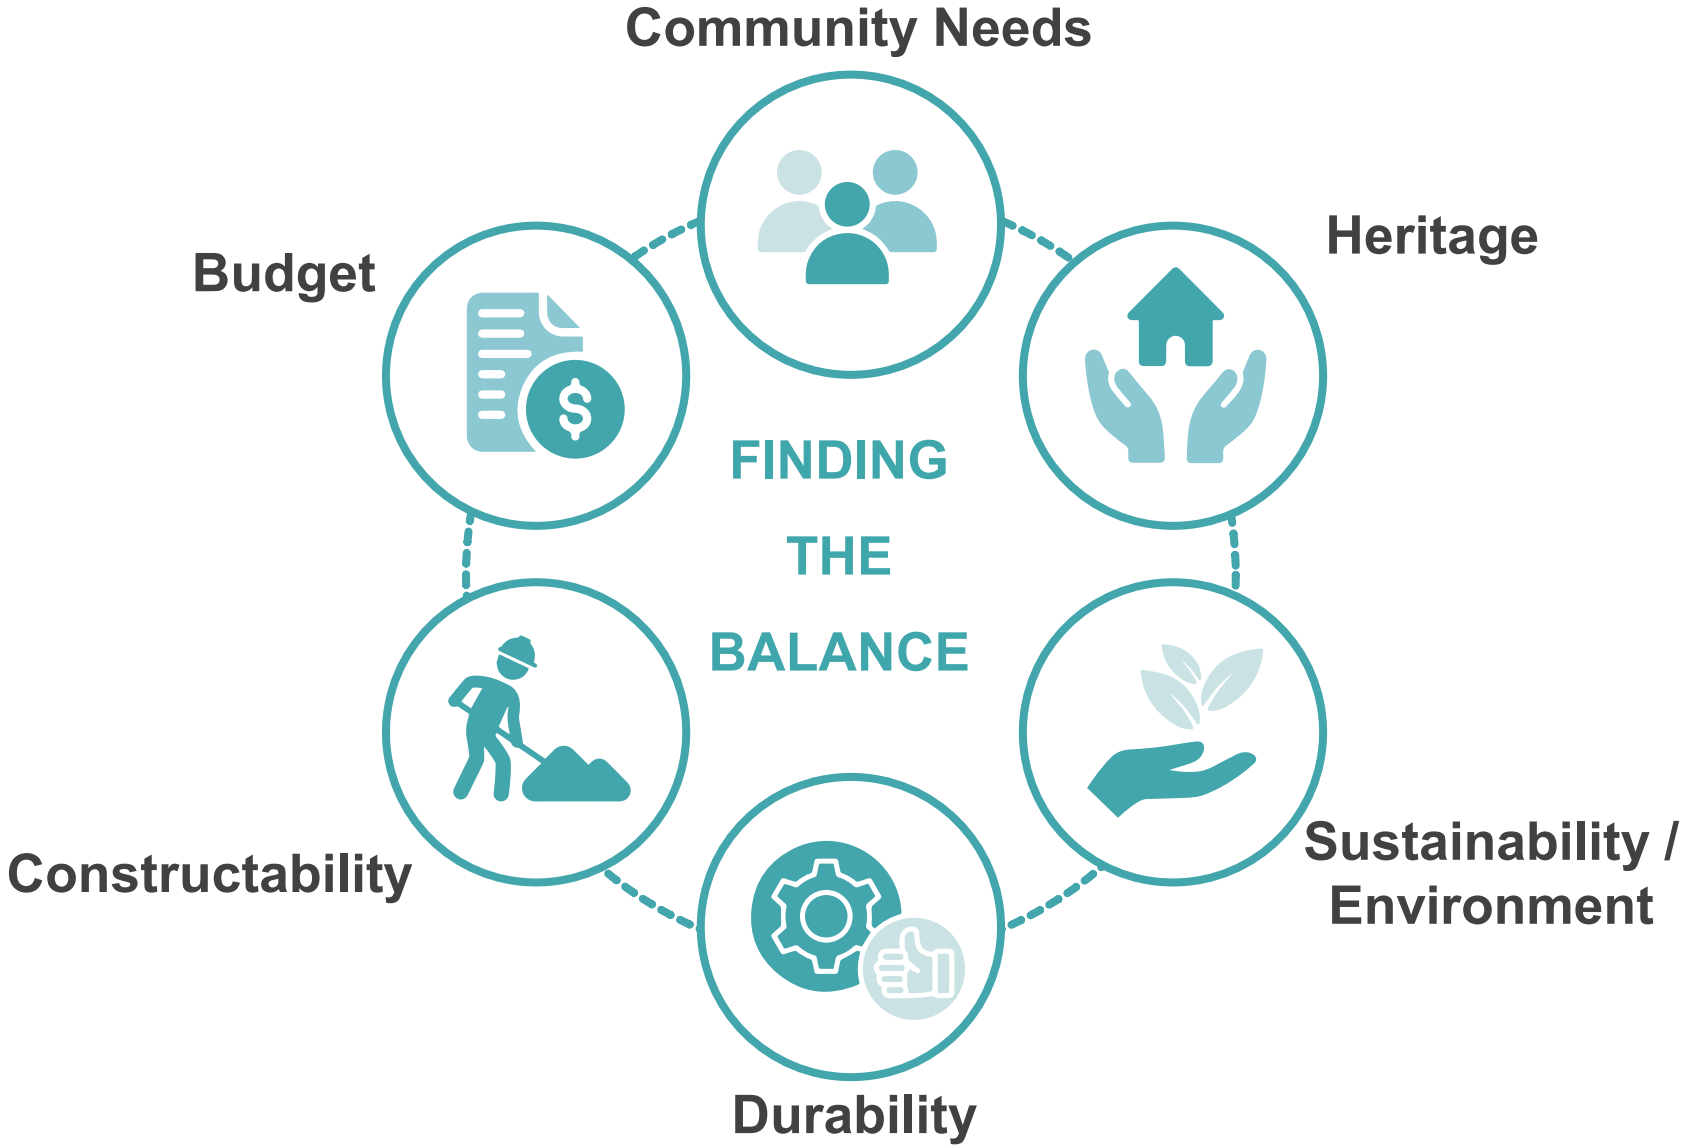 Community Needs
Heritage
Budget
$
FINDING
THE
BALANCE
Constructability
Sustainability /
Environment
Durability